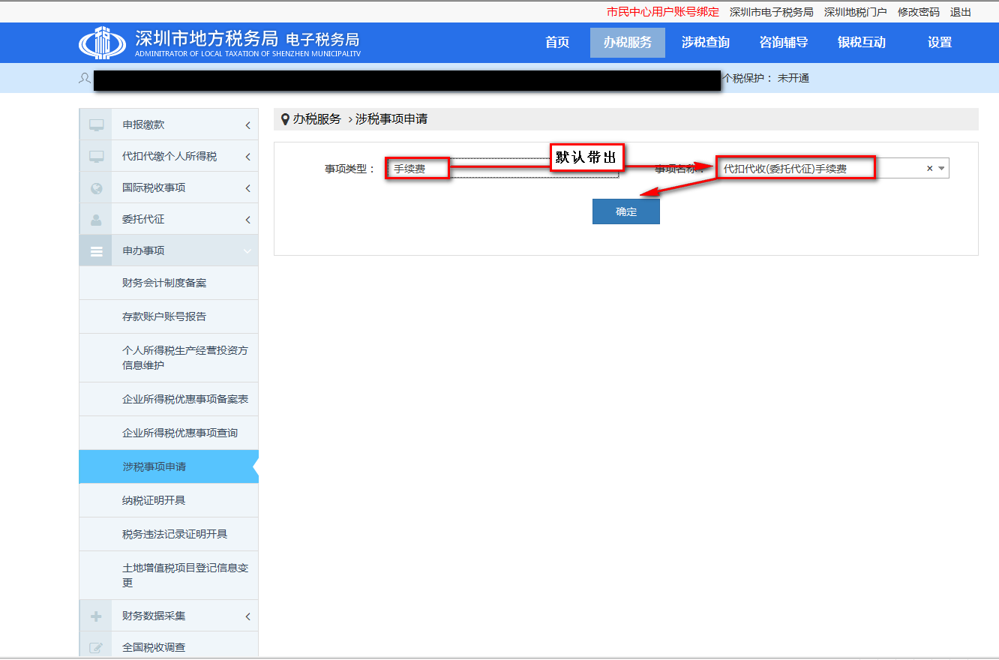 市民中心用户账号绑定 深圳市电子税务局 深圳地税门户 修改密码 退出
深圳市地方税务局 电子税务局
ADMINITRATOR OF LOCAL TAXATION OF SHENZHEN MUNICIPALITV
首页 办税服务 涉税查询 咨询辅导 银税互动 设置
个税保护： 未开通
申报缴款
代扣代缴个人所得税
国际税收事项
委托代征
申办事项
财务会计制度备案
存款账户账号报告
个人所得税生产经营投资方
信息维护
企业所得税优惠事项备案表
企业所得税优惠事项查询
涉税事项申请
纳税证明开具
税务违法记录证明开具
土地增值税项目登记信息变
更
财务数据采集
全国税收调查
办税服务 ›涉税事项申请
默认带出
事项类型： 手续费 事项名称： 代扣代收(委托代征)手续费 ×
确定